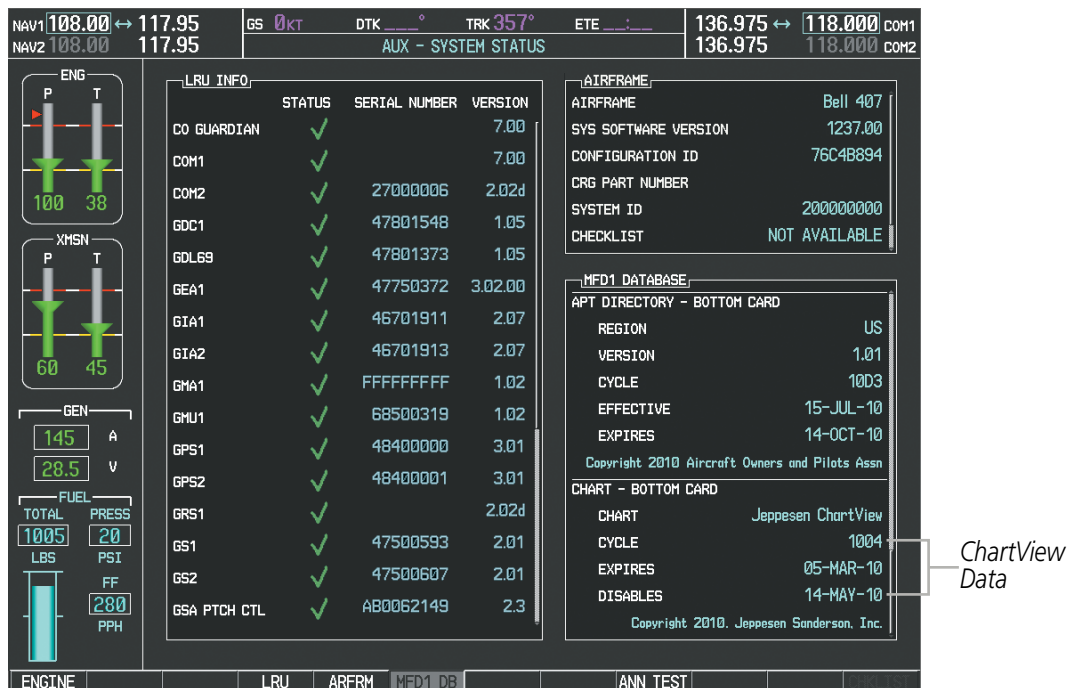 NAV1 108.00 ↔ 117.95 GS 0KT DTK ___° TRK 357° ETE __:__ 136.975 ↔ 118.000 COM1
NAV2 108.00 117.95 AUX - SYSTEM STATUS 136.975 118.000 COM2
ENG
P T
100 38
XMSN
P T
60 45
GEN
145 A
28.5 V
FUEL
TOTAL PRESS
1005 20
LBS PSI
FF
280
PPH
LRU INFO
STATUS SERIAL NUMBER VERSION
CO GUARDIAN ✓ 7.00
COM1 ✓ 7.00
COM2 ✓ 27000006 2.02d
GDC1 ✓ 47801548 1.05
GDL69 ✓ 47801373 1.05
GEA1 ✓ 47750372 3.02.00
GIA1 ✓ 46701911 2.07
GIA2 ✓ 46701913 2.07
GMA1 ✓ FFFFFFFFF 1.02
GMU1 ✓ 68500319 1.02
GPS1 ✓ 48400000 3.01
GPS2 ✓ 48400001 3.01
GRS1 ✓ 2.02d
GS1 ✓ 47500593 2.01
GS2 ✓ 47500607 2.01
GSA PTCH CTL ✓ AB0062149 2.3
AIRFRAME
AIRFRAME Bell 407
SYS SOFTWARE VERSION 1237.00
CONFIGURATION ID 76C4B894
CRG PART NUMBER
SYSTEM ID 200000000
CHECKLIST NOT AVAILABLE
MFD1 DATABASE
APT DIRECTORY - BOTTOM CARD
REGION US
VERSION 1.01
CYCLE 10D3
EFFECTIVE 15-JUL-10
EXPIRES 14-OCT-10
Copyright 2010 Aircraft Owners and Pilots Assn
CHART - BOTTOM CARD
CHART Jeppesen ChartView
CYCLE 1004
EXPIRES 05-MAR-10
DISABLES 14-MAY-10
Copyright 2010. Jeppesen Sanderson, Inc.
ChartView
Data
ENGINE LRU ARFRM MFD1 DB ANN TEST CHKLIST